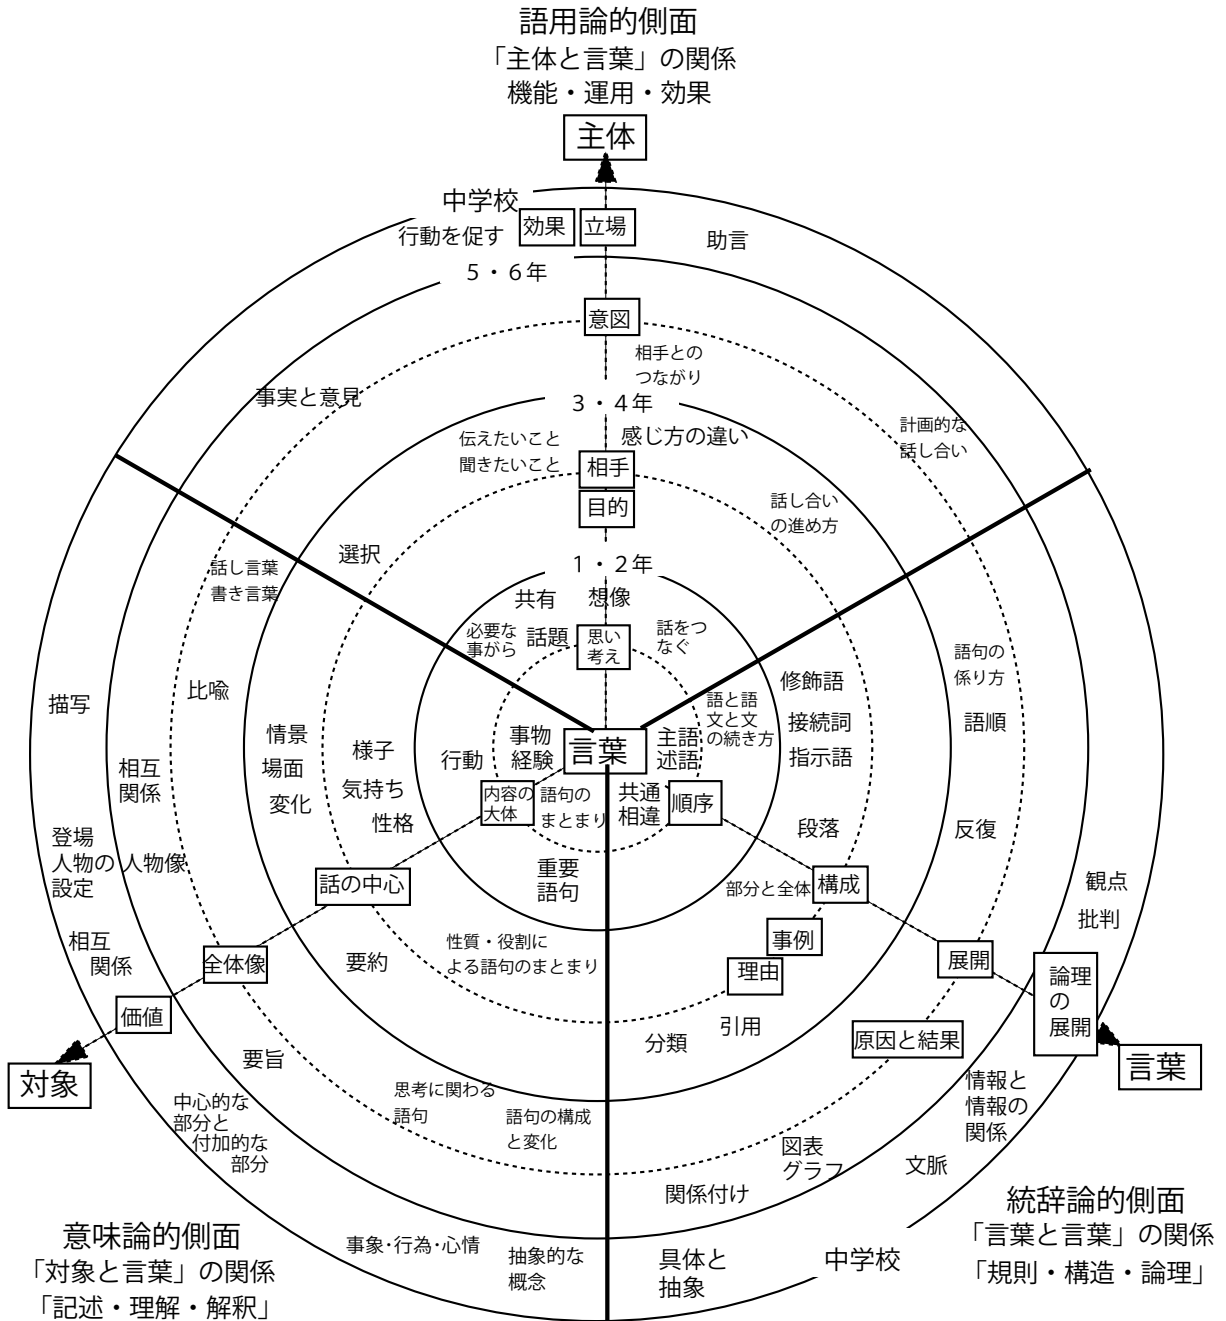 語用論的側面
「主体と言葉」の関係
機能・運用・効果
主体
中学校
行動を促す
効果
立場
助言
5・6年
意図
相手との
つながり
事実と意見
3・4年
計画的な
話し合い
伝えたいこと
聞きたいこと
感じ方の違い
相手
目的
話し合い
の進め方
選択
1・2年
話し言葉
書き言葉
共有
想像
必要な
事がら
話題
思い
考え
話をつ
なぐ
語句の
係り方
修飾語
比喩
描写
語と語
文と文
の続き方
接続詞
語順
情景
場面
変化
様子
気持ち
性格
行動
事物
経験
言葉
主語
述語
指示語
相互
関係
内容の
大体
語句の
まとまり
共通
相違
順序
段落
反復
登場
人物の
設定
人物像
重要
語句
話の中心
部分と全体
構成
観点
批判
相互
関係
全体像
要約
性質・役割に
よる語句のまとまり
事例
理由
展開
論理
の
展開
価値
対象
分類
引用
原因と結果
言葉
要旨
中心的な
部分と
付加的な
部分
思考に関わる
語句
語句の構成
と変化
情報と
情報の
関係
図表
グラフ
文脈
関係付け
意味論的側面
「対象と言葉」の関係
「記述・理解・解釈」
事象・行為・心情
抽象的な
概念
具体と
抽象
中学校
統辞論的側面
「言葉と言葉」の関係
「規則・構造・論理」